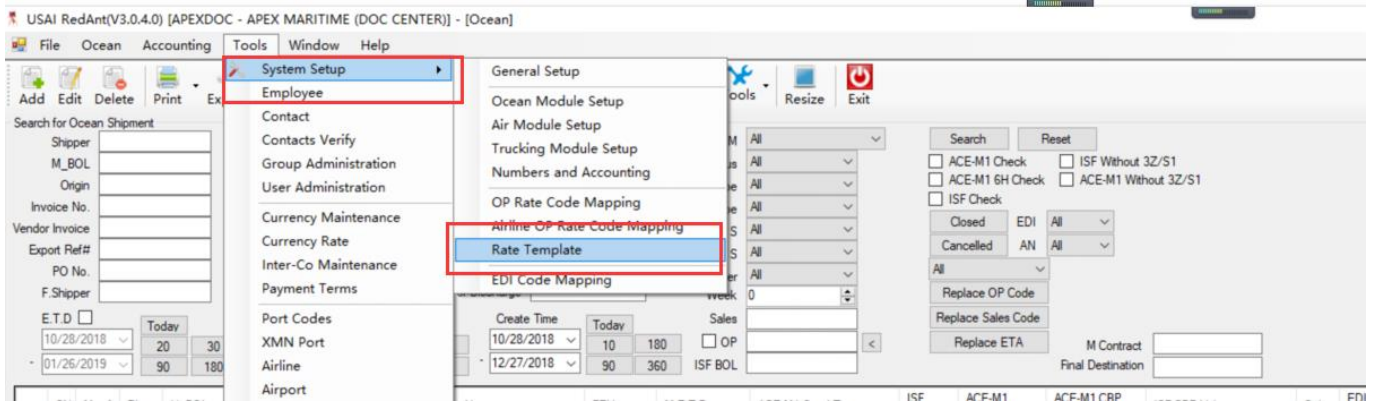 USAI RedAnt(V3.0.4.0) [APEXDOC - APEX MARITIME (DOC CENTER)] - [Ocean]
File Ocean Accounting Tools Window Help
Add Edit Delete Print Resize Exit
System Setup
Employee
Contact
Contacts Verify
Group Administration
User Administration
Currency Maintenance
Currency Rate
Inter-Co Maintenance
Payment Terms
Port Codes
XMN Port
Airline
Airport
General Setup
Ocean Module Setup
Air Module Setup
Trucking Module Setup
Numbers and Accounting
OP Rate Code Mapping
Airline OP Rate Code Mapping
Rate Template
EDI Code Mapping
Search for Ocean Shipment
Shipper
M_BOL
Origin
Invoice No.
Vendor Invoice
Export Ref#
PO No.
F.Shipper
E.T.D Today
10/28/2018 20 30
- 01/26/2019 90 180
Create Time Today
10/28/2018 10 180
- 12/27/2018 90 360
All
All
All
All
All
All
All
Week 0
Sales
OP <
ISF BOL
Search Reset
ACE-M1 Check ISF Without 3Z/S1
ACE-M1 6H Check ACE-M1 Without 3Z/S1
ISF Check
Closed EDI All
Cancelled AN All
All
Replace OP Code
Replace Sales Code
Replace ETA M Contract
Final Destination
ISF ACE-M1 ACE-M1 CBP EDI